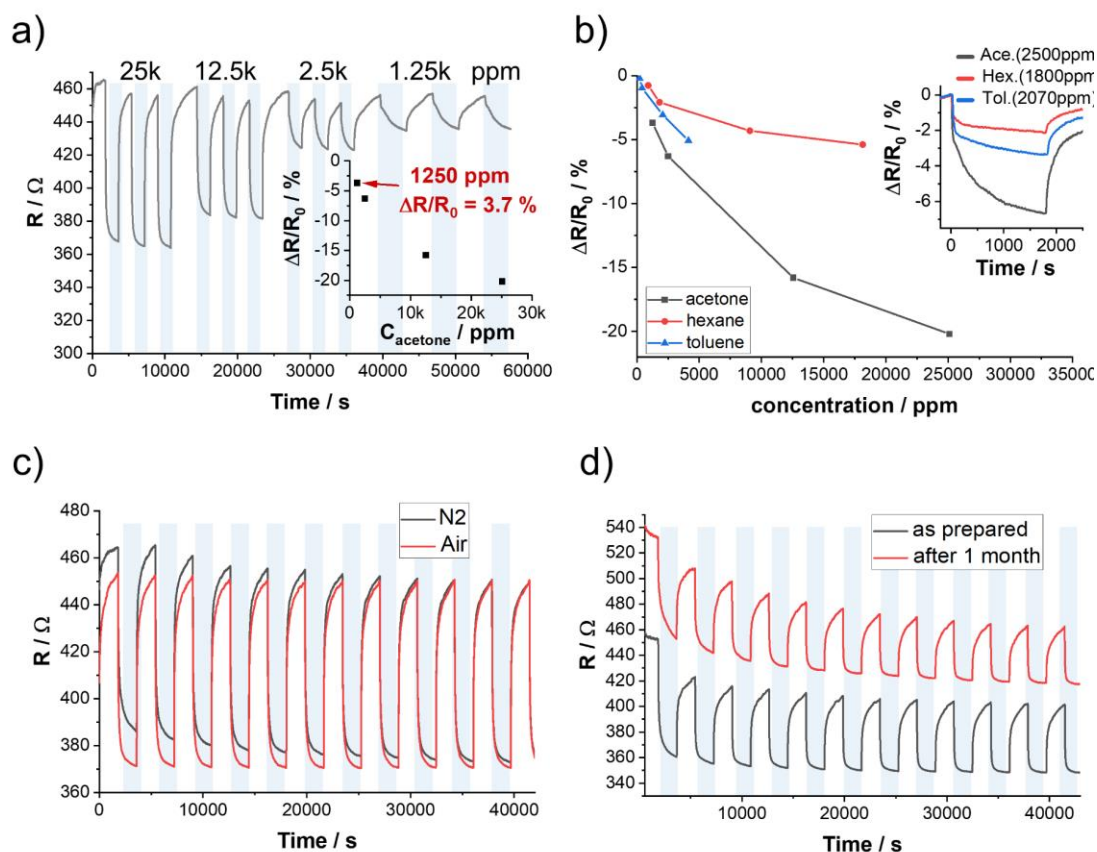 a)
25k 12.5k 2.5k 1.25k ppm
460
440
420
400
380
360
340
320
300
R / Ω
0 10000 20000 30000 40000 50000 60000
Time / s
0
-5
-10
-15
-20
ΔR/R0 / %
1250 ppm
ΔR/R0 = 3.7 %
0 10k 20k 30k
Cacetone / ppm
b)
0
-5
-10
-15
-20
ΔR/R0 / %
acetone
hexane
toluene
0 5000 10000 15000 20000 25000 30000 35000
concentration / ppm
Ace.(2500ppm)
Hex.(1800ppm)
Tol.(2070ppm)
0
-2
-4
-6
ΔR/R0 / %
0 1000 2000
Time / s
c)
N2
Air
480
460
440
420
400
380
360
R / Ω
0 10000 20000 30000 40000
Time / s
d)
as prepared
after 1 month
540
520
500
480
460
440
420
400
380
360
340
R / Ω
10000 20000 30000 40000
Time / s